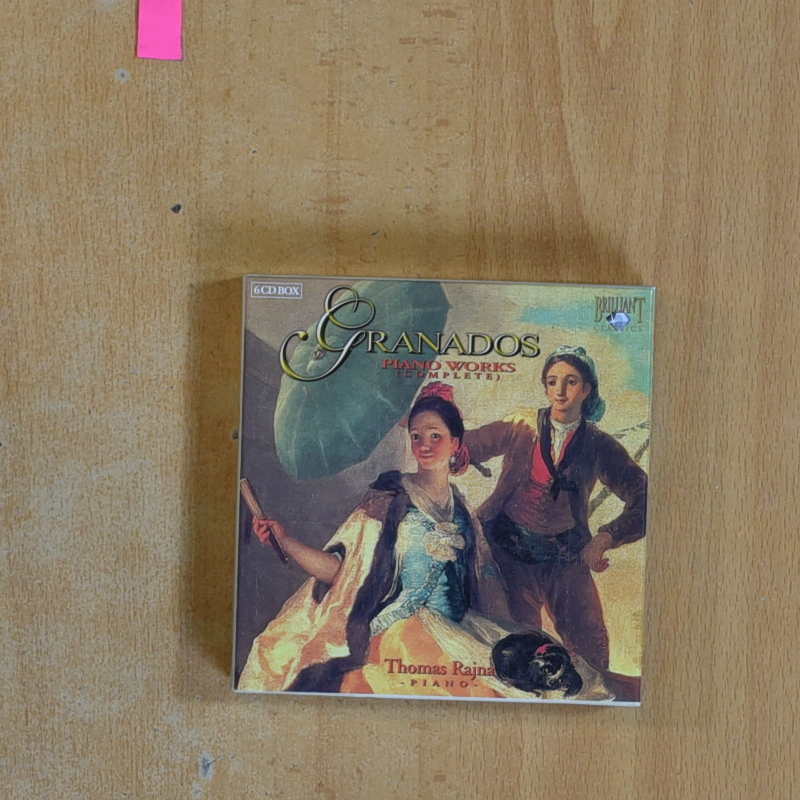 6 CD BOX
BRILLIANT
CLASSICS
GRANADOS
PIANO WORKS
(COMPLETE)
Thomas Rajna
- PIANO -